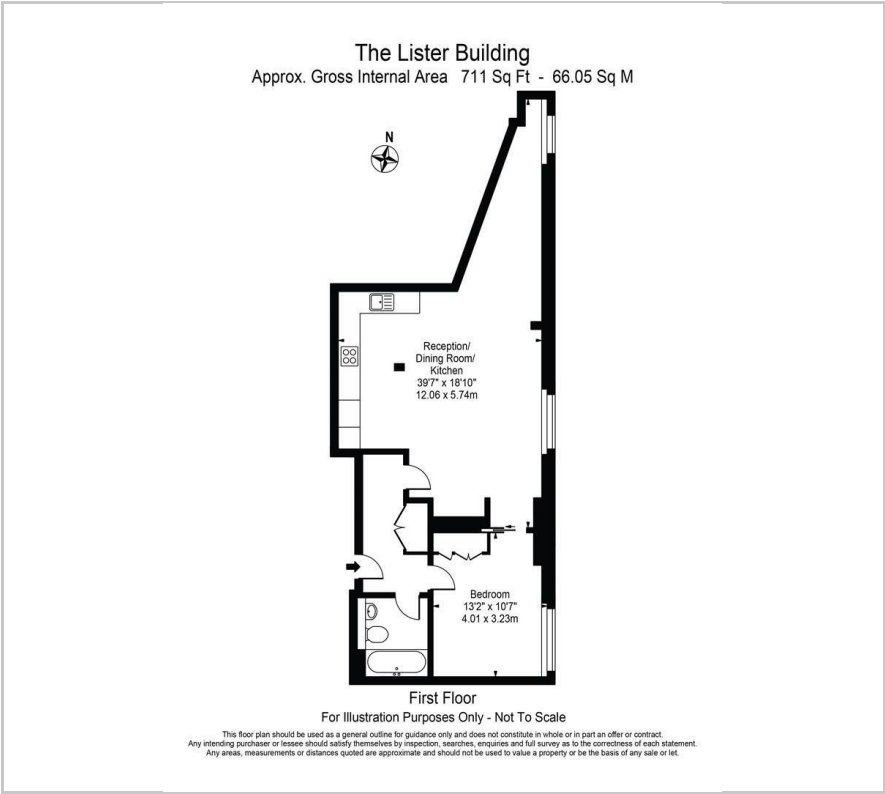 The Lister Building
Approx. Gross Internal Area 711 Sq Ft - 66.05 Sq M
N
Reception/
Dining Room/
Kitchen
39'7" x 18'10"
12.06 x 5.74m
Bedroom
13'2" x 10'7"
4.01 x 3.23m
First Floor
For Illustration Purposes Only - Not To Scale
This floor plan should be used as a general outline for guidance only and does not constitute in whole or in part an offer or contract.
Any intending purchaser or lessee should satisfy themselves by inspection, searches, enquiries and full survey as to the correctness of each statement.
Any areas, measurements or distances quoted are approximate and should not be used to value a property or be the basis of any sale or let.